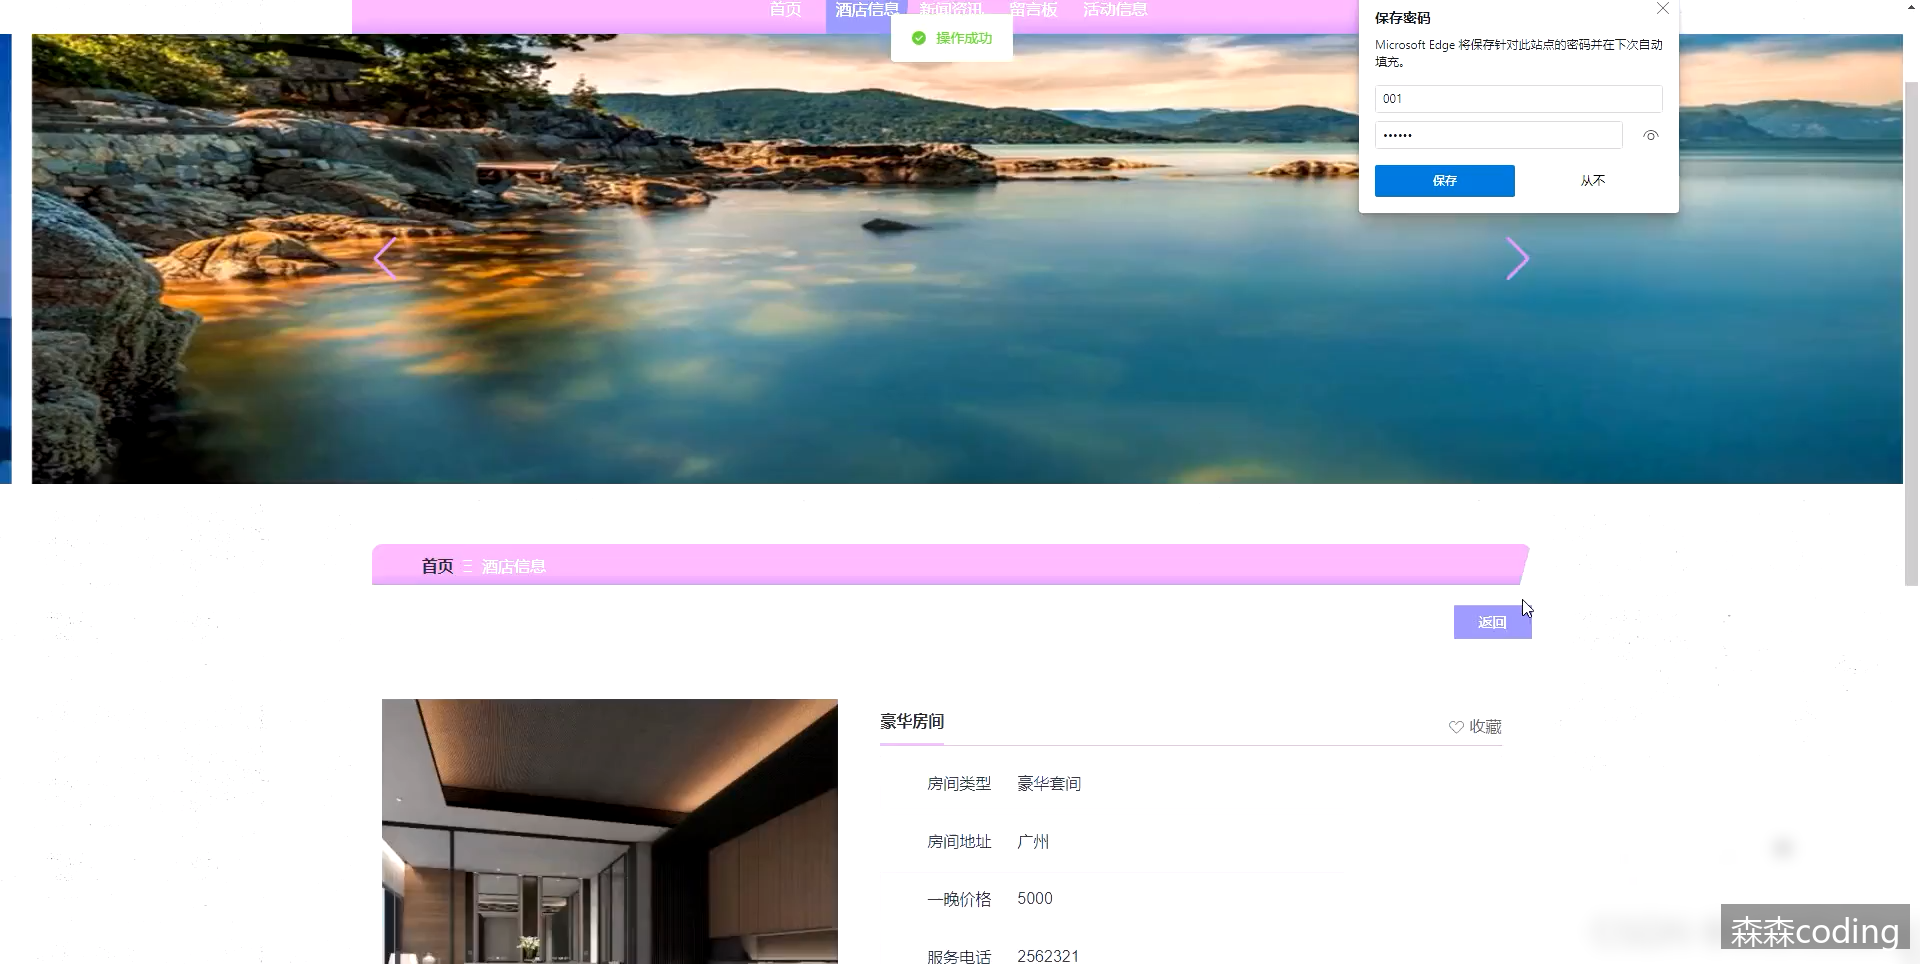 首页 酒店信息 新闻资讯 留言板 活动信息
操作成功
保存密码
Microsoft Edge 将保存针对此站点的密码并在下次自动
填充。
001
••••••
保存 从不
首页 酒店信息
返回
豪华房间
收藏
房间类型 豪华套间
房间地址 广州
一晚价格 5000
服务电话 2562321
森森coding